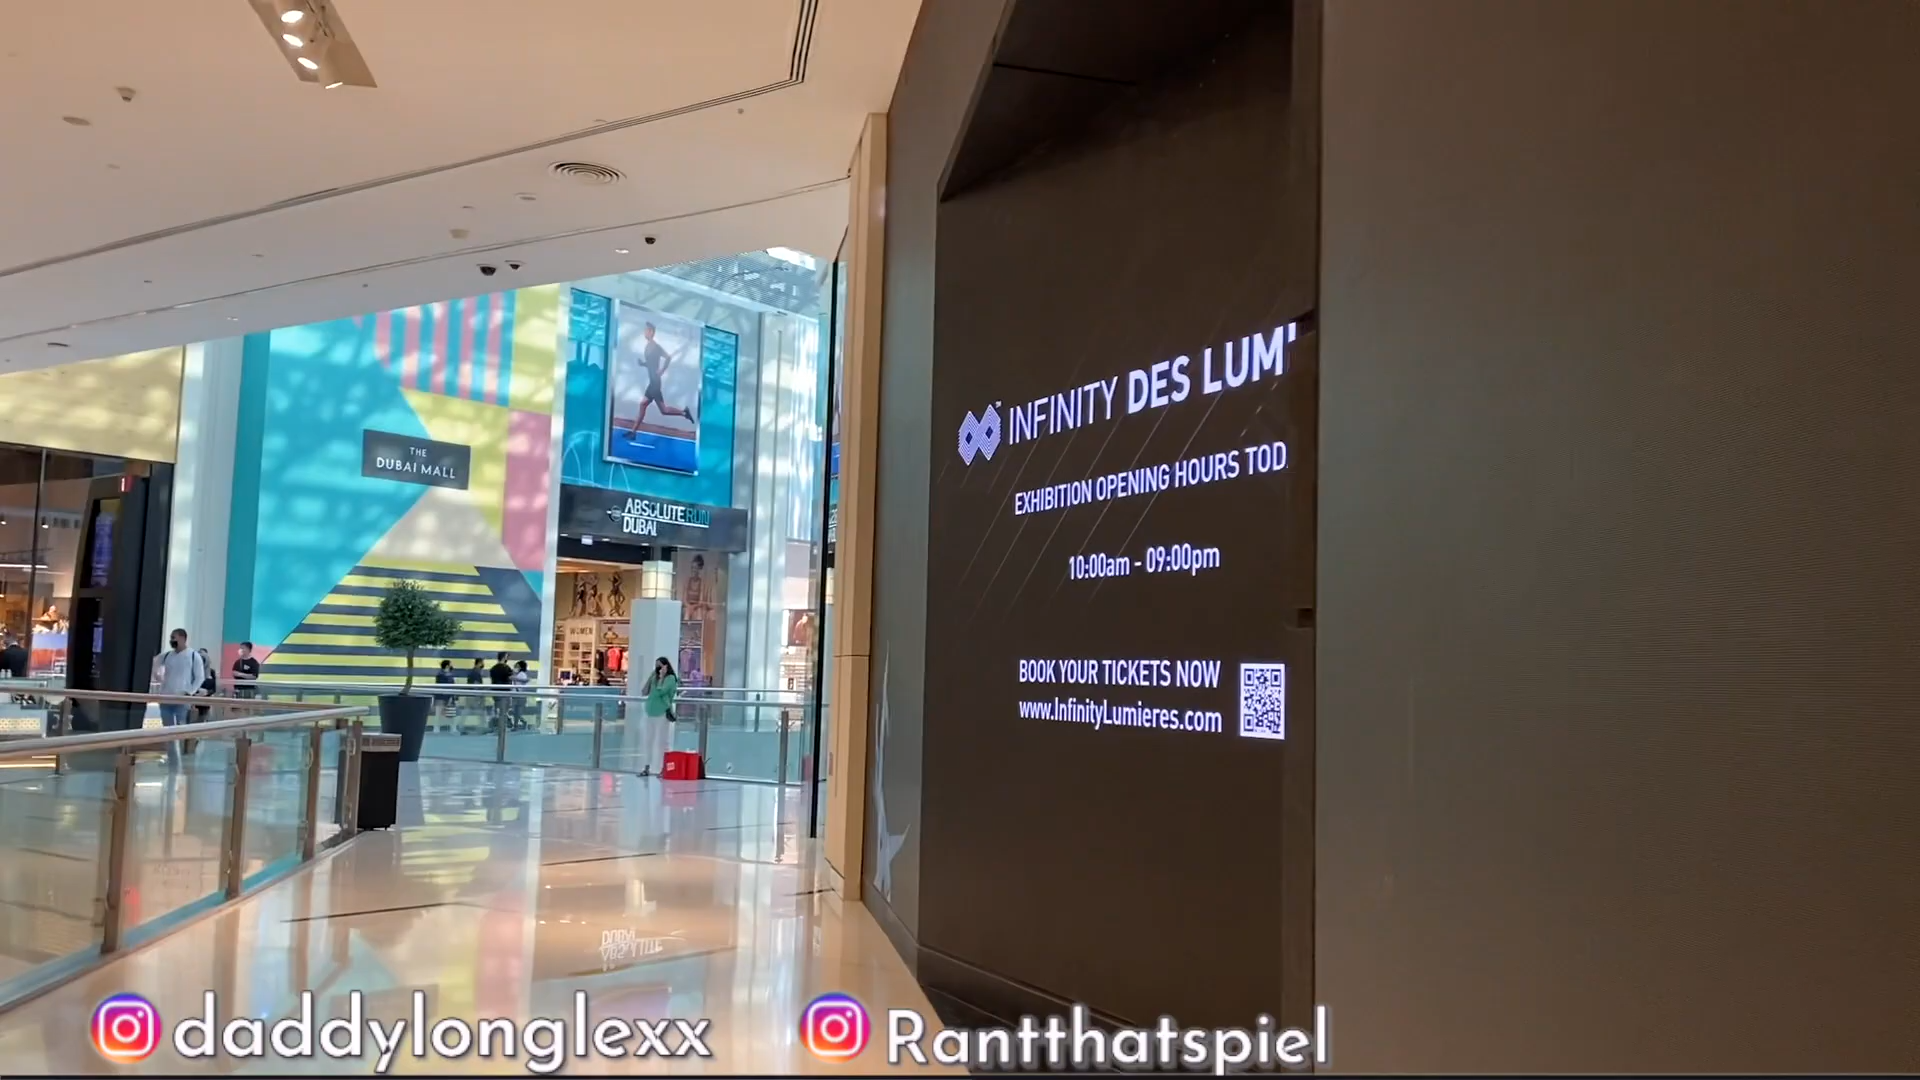 THE
DUBAI MALL
ABSOLUTE RUN
DUBAI
WOMEN
INFINITY DES LUM
EXHIBITION OPENING HOURS TOD
10:00am - 09:00pm
BOOK YOUR TICKETS NOW
www.InfinityLumieres.com
daddylonglexx
Rantthatspiel